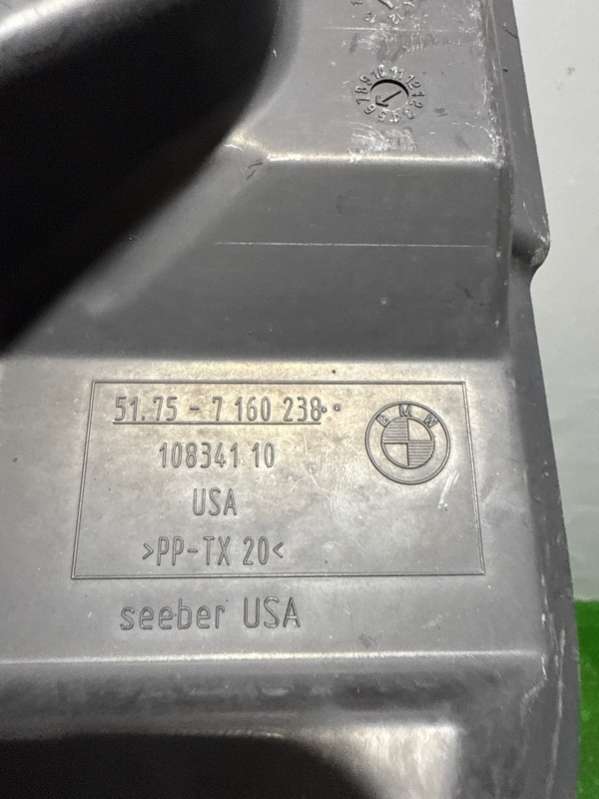 51.75 - 7 160 238··
BMW
108341 10
USA
>PP-TX 20<
seeber USA